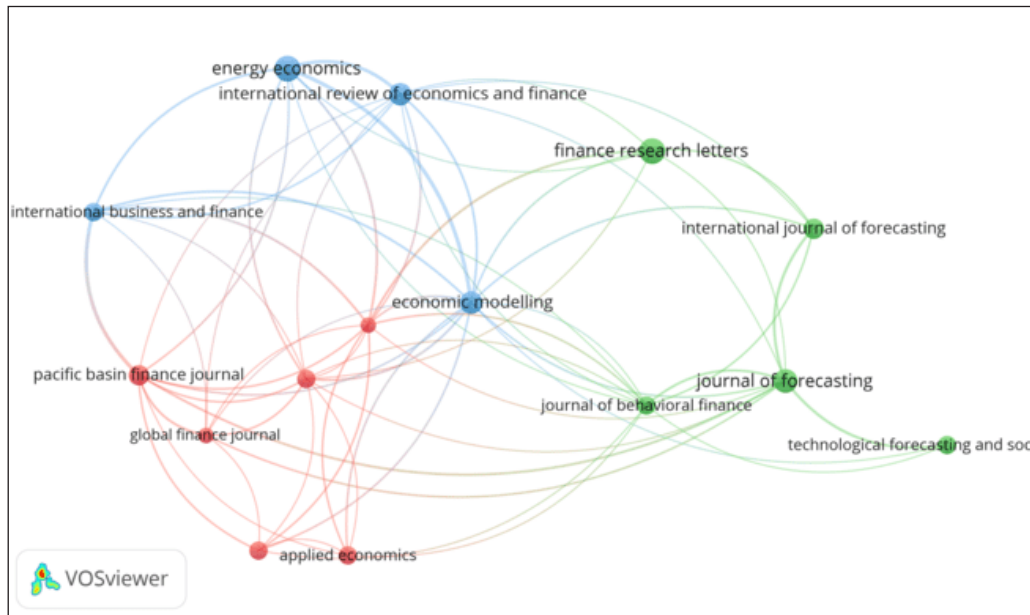 energy economics
international review of economics and finance
finance research letters
international business and finance
international journal of forecasting
economic modelling
pacific basin finance journal
journal of forecasting
journal of behavioral finance
global finance journal
technological forecasting and soc
applied economics
VOSviewer